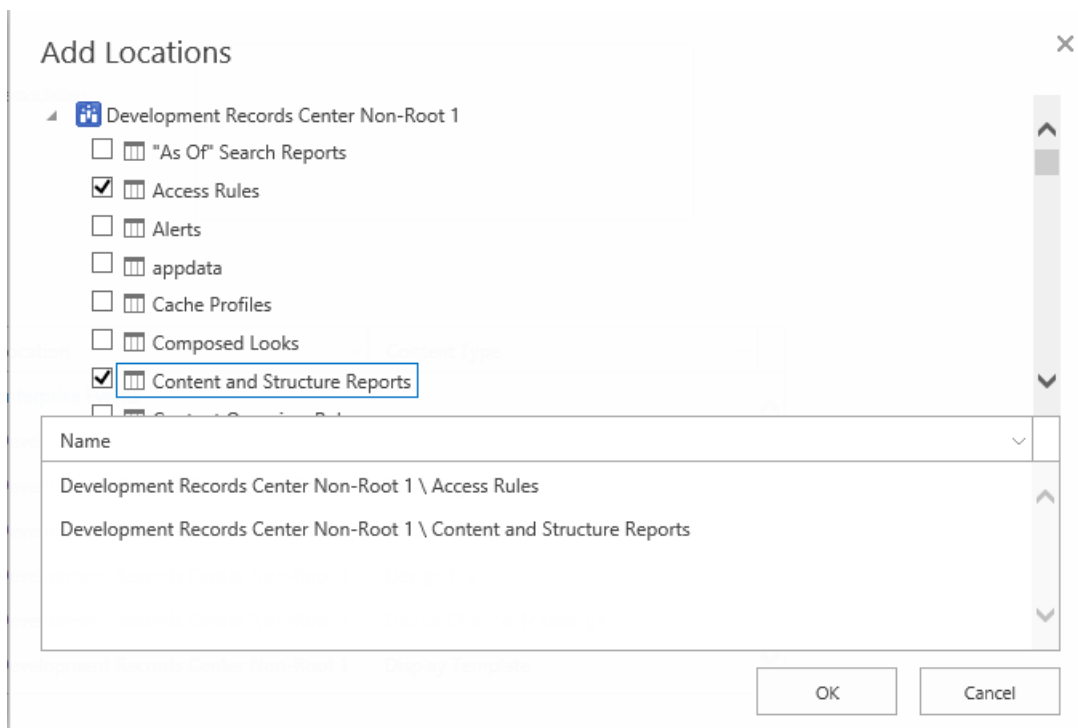 Add Locations
Development Records Center Non-Root 1
"As Of" Search Reports
Access Rules
Alerts
appdata
Cache Profiles
Composed Looks
Content and Structure Reports
Name
Development Records Center Non-Root 1 \ Access Rules
Development Records Center Non-Root 1 \ Content and Structure Reports
OK Cancel